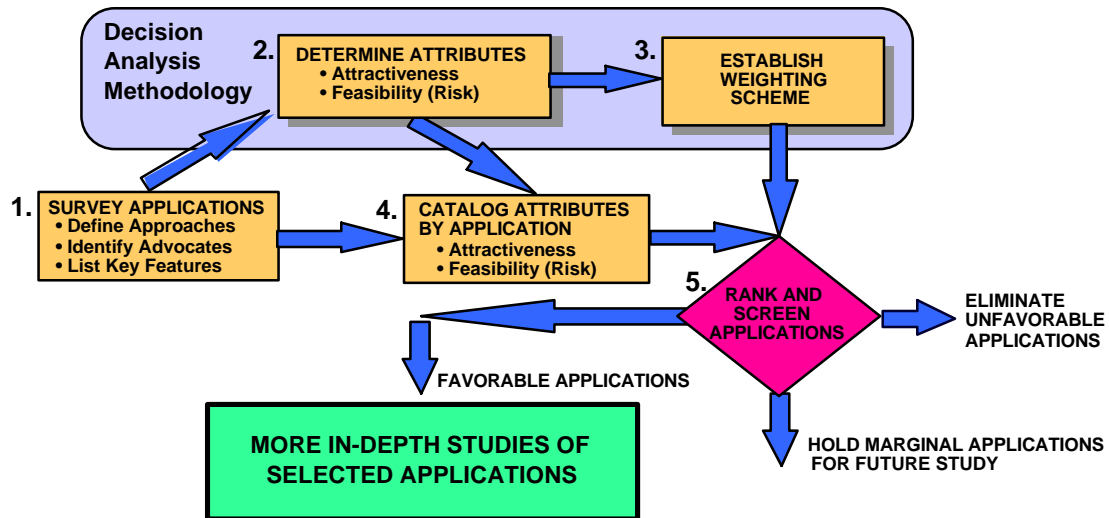 Decision
Analysis
Methodology
2.
DETERMINE ATTRIBUTES
• Attractiveness
• Feasibility (Risk)
3.
ESTABLISH
WEIGHTING
SCHEME
1.
SURVEY APPLICATIONS
• Define Approaches
• Identify Advocates
• List Key Features
4.
CATALOG ATTRIBUTES
BY APPLICATION
• Attractiveness
• Feasibility (Risk)
5.
RANK AND
SCREEN
APPLICATIONS
ELIMINATE
UNFAVORABLE
APPLICATIONS
FAVORABLE APPLICATIONS
MORE IN-DEPTH STUDIES OF
SELECTED APPLICATIONS
HOLD MARGINAL APPLICATIONS
FOR FUTURE STUDY